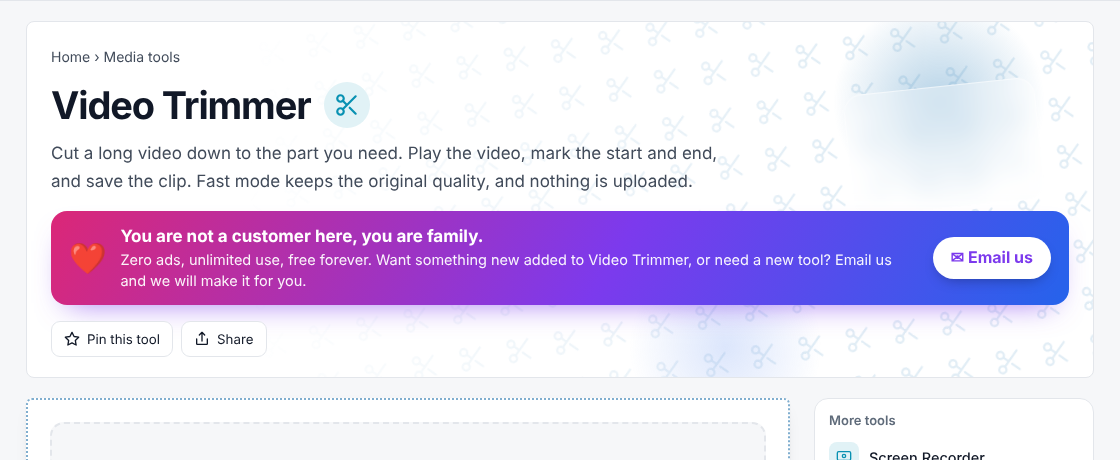 Home › Media tools
Video Trimmer
Cut a long video down to the part you need. Play the video, mark the start and end,
and save the clip. Fast mode keeps the original quality, and nothing is uploaded.
You are not a customer here, you are family.
Zero ads, unlimited use, free forever. Want something new added to Video Trimmer, or need a new tool? Email us
and we will make it for you.
✉ Email us
Pin this tool
Share
More tools
Screen Recorder